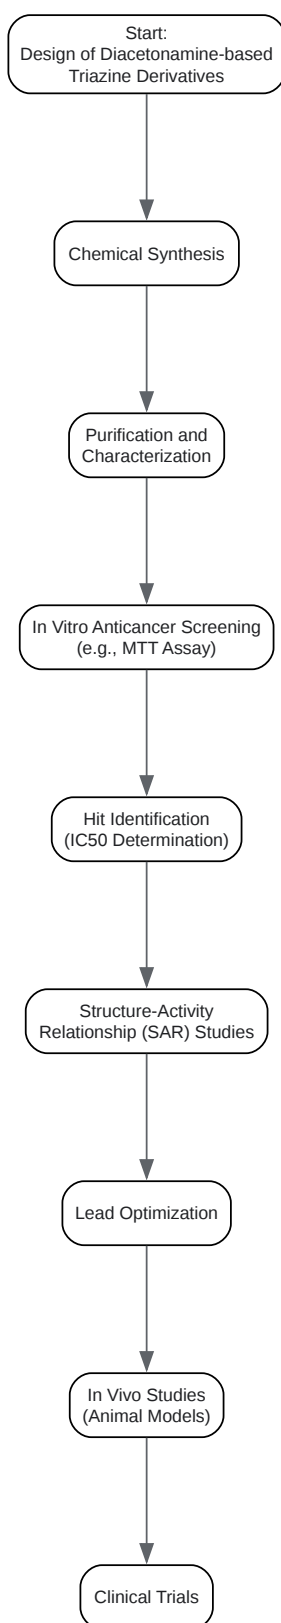 Start:
Design of Diacetonamine-based
Triazine Derivatives
Chemical Synthesis
Purification and
Characterization
In Vitro Anticancer Screening
(e.g., MTT Assay)
Hit Identification
(IC50 Determination)
Structure-Activity
Relationship (SAR) Studies
Lead Optimization
In Vivo Studies
(Animal Models)
Clinical Trials